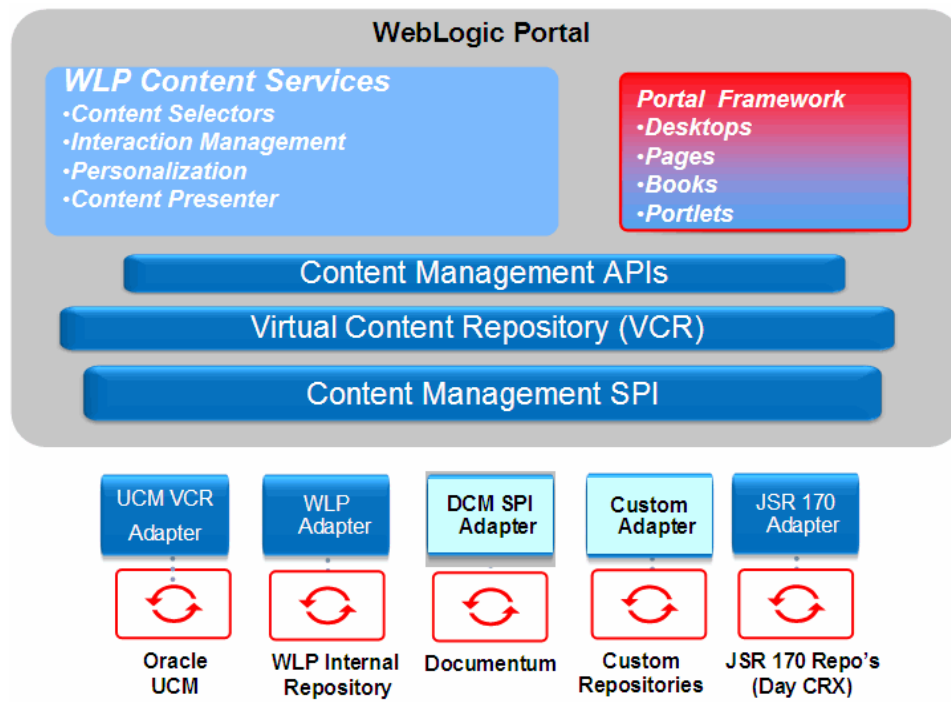 WebLogic Portal
WLP Content Services
•Content Selectors
•Interaction Management
•Personalization
•Content Presenter
Portal Framework
•Desktops
•Pages
•Books
•Portlets
Content Management APIs
Virtual Content Repository (VCR)
Content Management SPI
UCM VCR
Adapter
WLP
Adapter
DCM SPI
Adapter
Custom
Adapter
JSR 170
Adapter
Oracle
UCM
WLP Internal
Repository
Documentum
Custom
Repositories
JSR 170 Repo's
(Day CRX)